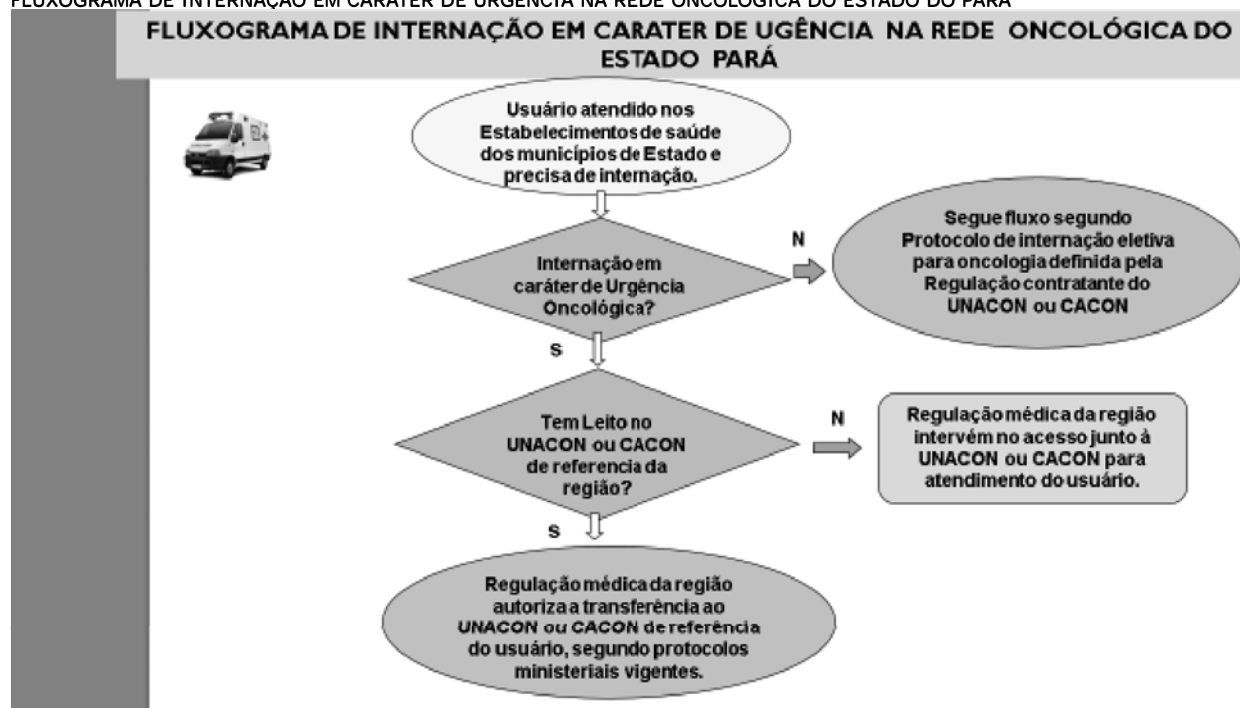 FLUXOGRAMA DE INTERNAÇÃO EM CARÁTER DE URGÊNCIA NA REDE ONCOLÓGICA DO ESTADO DO PARÁ
FLUXOGRAMA DE INTERNAÇÃO EM CARATER DE UGÊNCIA NA REDE ONCOLÓGICA DO
ESTADO PARÁ
Usuário atendido nos
Estabelecimentos de saúde
dos municípios de Estado e
precisa de internação.
Internação em
caráter de Urgência
Oncológica?
N
Segue fluxo segundo
Protocolo de internação eletiva
para oncologia definida pela
Regulação contratante do
UNACON ou CACON
S
Tem Leito no
UNACON ou CACON
de referencia da
região?
N
Regulação médica da região
intervém no acesso junto à
UNACON ou CACON para
atendimento do usuário.
S
Regulação médica da região
autoriza a transferência ao
UNACON ou CACON de referência
do usuário, segundo protocolos
ministeriais vigentes.